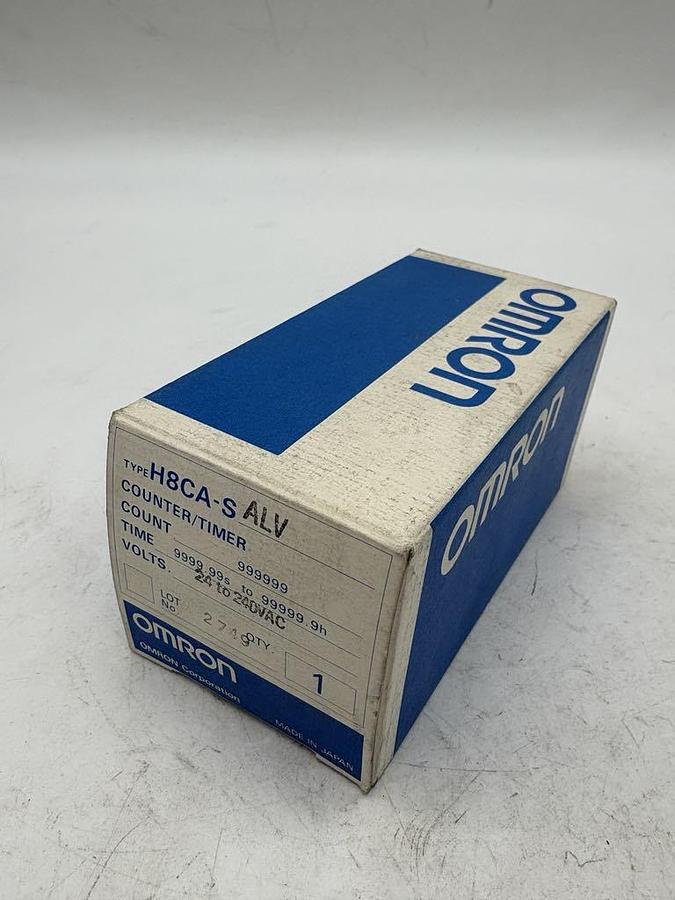 OMRON
OMRON
TYPE H8CA-S ALV
COUNTER/TIMER
COUNT 999999
TIME 9999.99s to 99999.9h
VOLTS. 24 to 240VAC
LOT No. 2749 QTY. 1
OMRON
OMRON Corporation MADE IN JAPAN